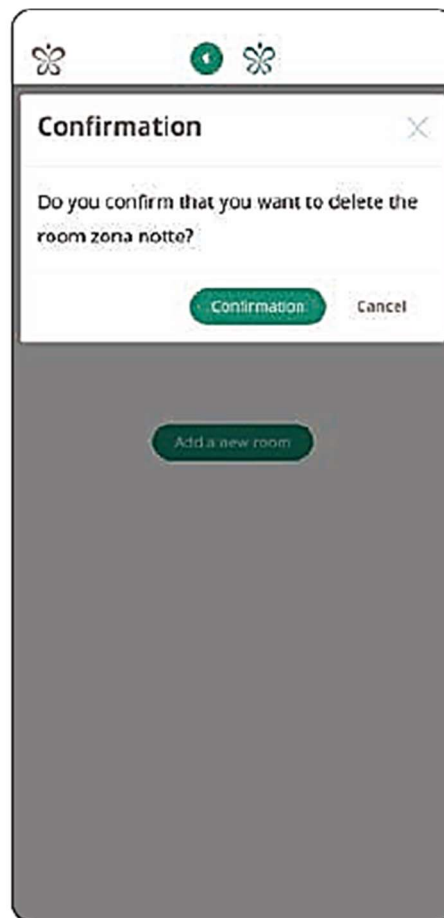 Confirmation
Do you confirm that you want to delete the
room zona notte?
Confirmation Cancel
Add a new room